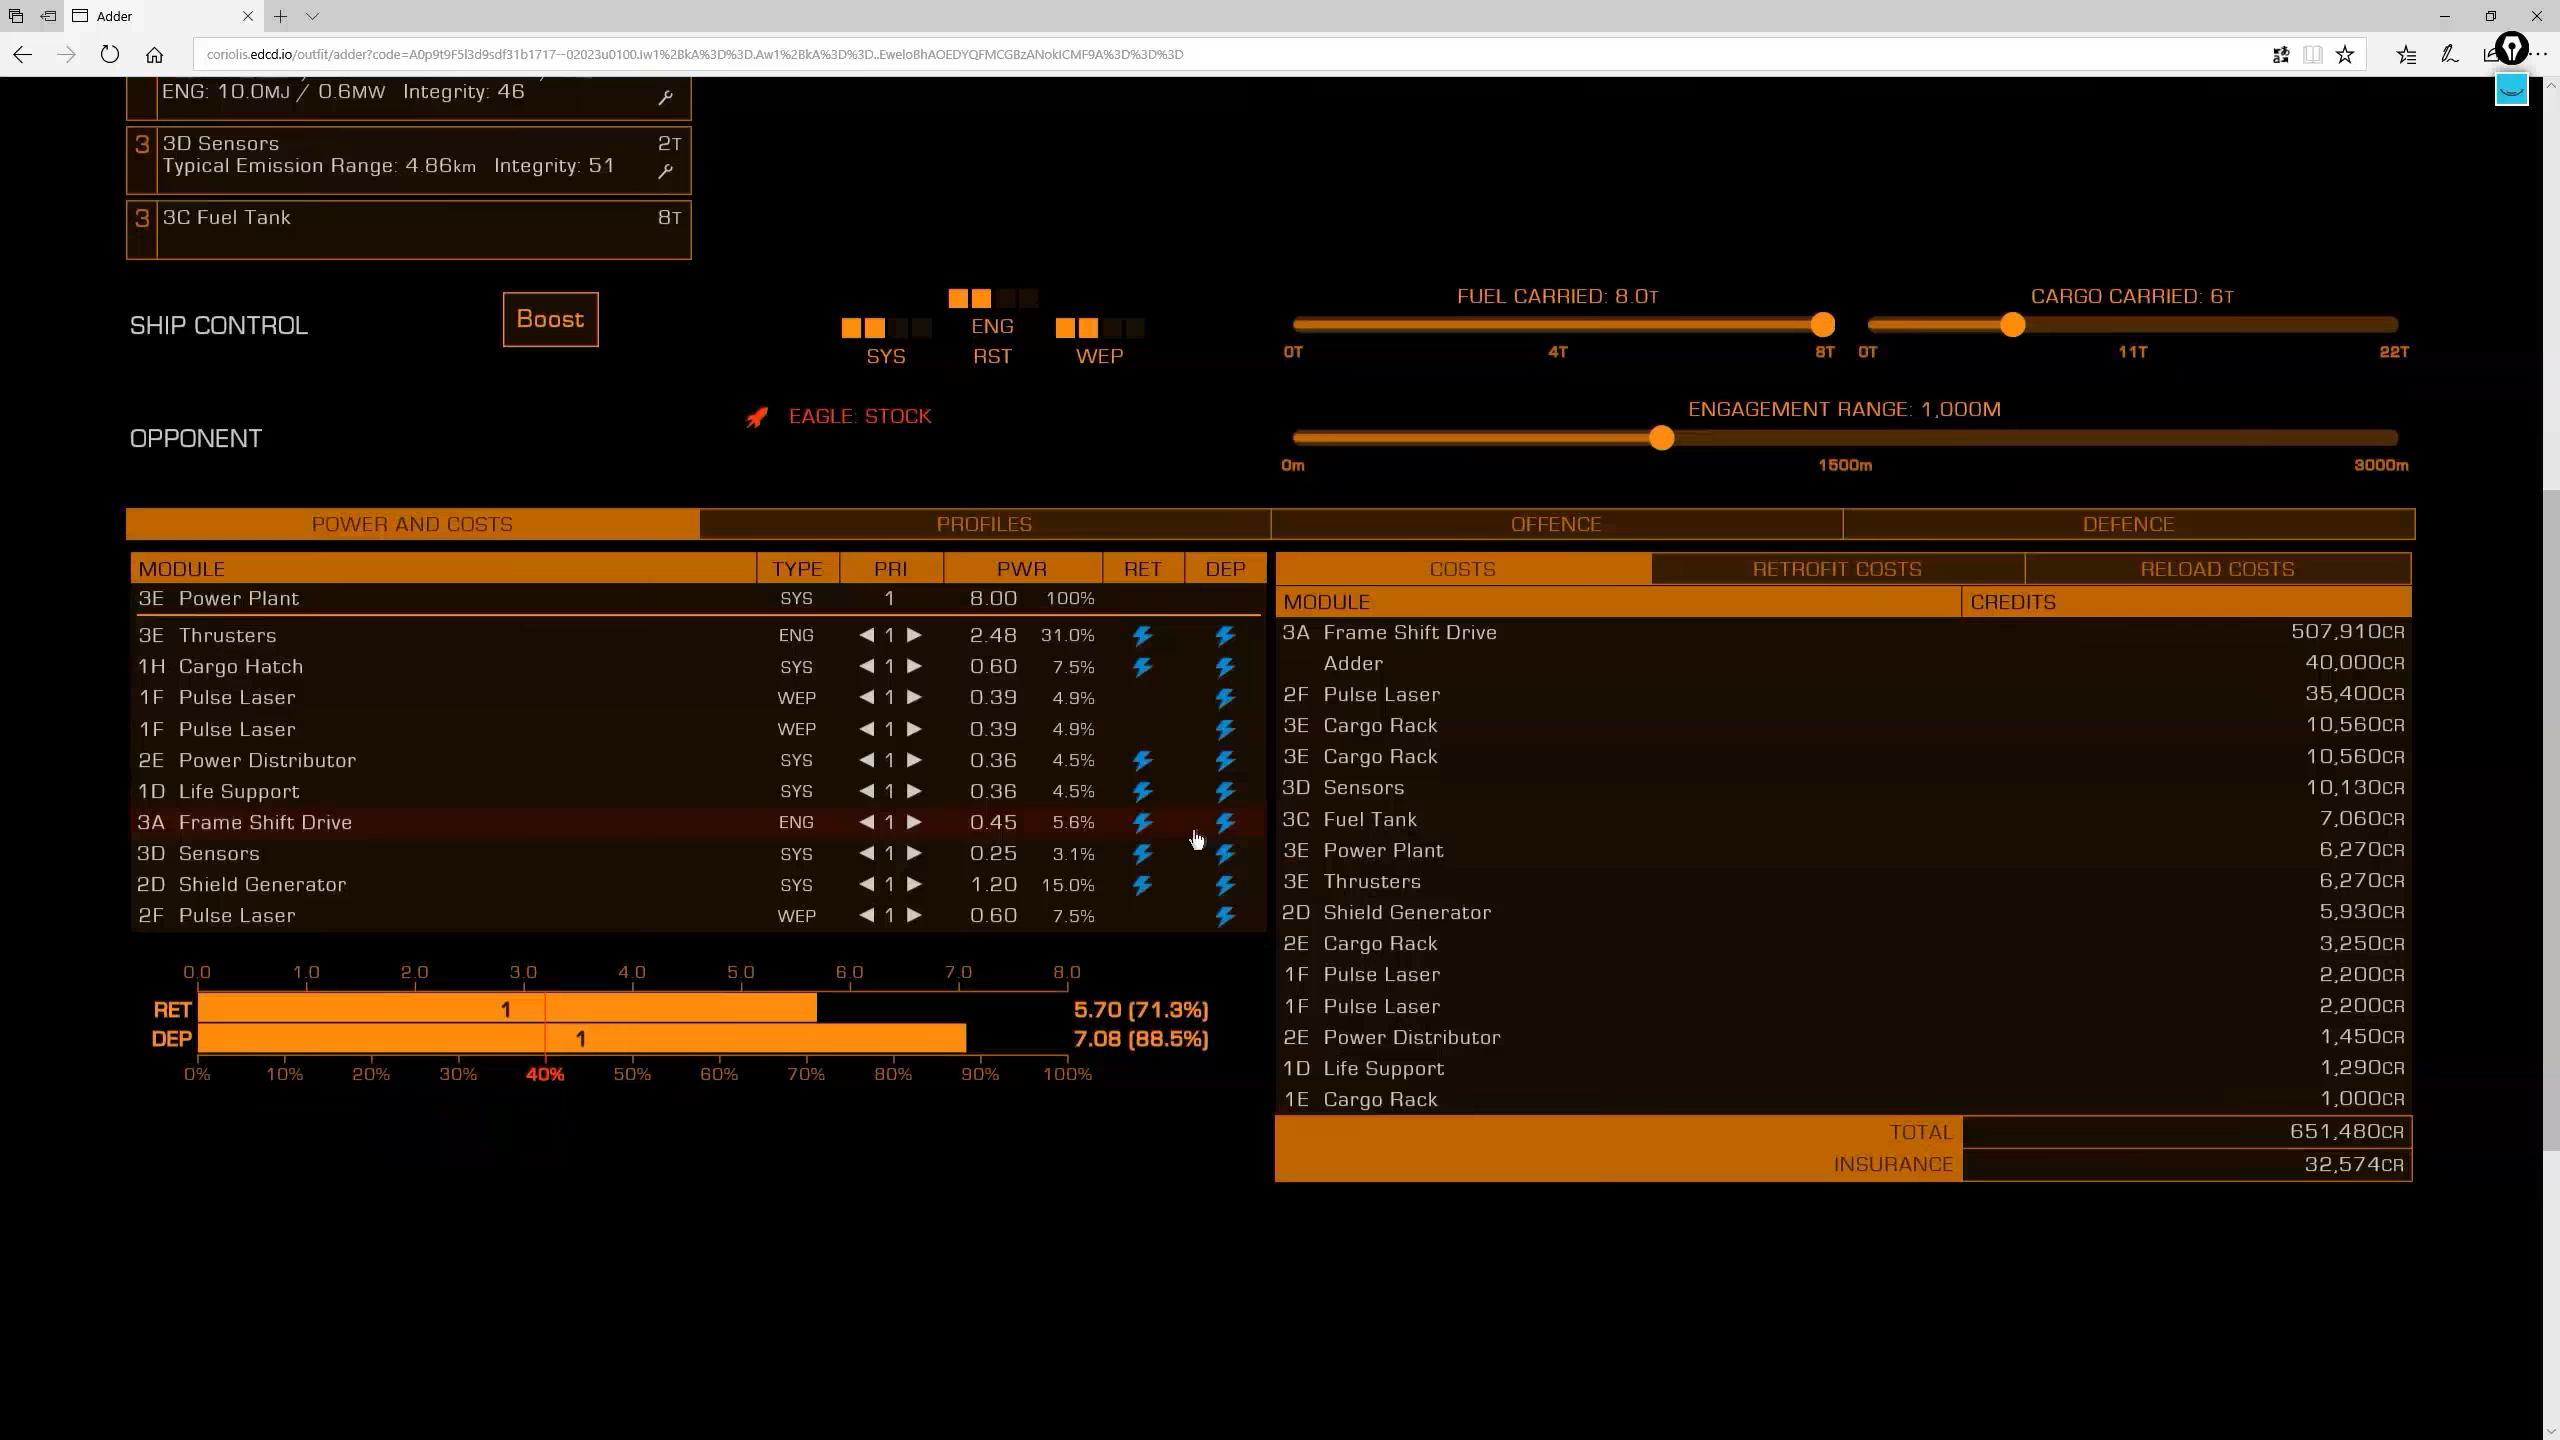 Adder
coriolis.edcd.io/outfit/adder?code=A0p9t9F5l3d9sdf31b1717--02023u0100.Iw1%2BkA%3D%3D.Aw1%2BkA%3D%3D..EweloBhAOEDYQFMCGBzANokICMF9A%3D%3D%3D
ENG: 10.0MJ / 0.6MW Integrity: 46
3 3D Sensors 2T
Typical Emission Range: 4.86km Integrity: 51
3 3C Fuel Tank 8T
SHIP CONTROL
Boost
ENG
SYS RST WEP
FUEL CARRIED: 8.0T
0T 4T 8T
CARGO CARRIED: 6T
0T 11T 22T
OPPONENT
EAGLE: STOCK
ENGAGEMENT RANGE: 1,000M
0m 1500m 3000m
POWER AND COSTS PROFILES OFFENCE DEFENCE
MODULE TYPE PRI PWR RET DEP
3E Power Plant SYS 1 8.00 100%
3E Thrusters ENG 1 2.48 31.0%
1H Cargo Hatch SYS 1 0.60 7.5%
1F Pulse Laser WEP 1 0.39 4.9%
1F Pulse Laser WEP 1 0.39 4.9%
2E Power Distributor SYS 1 0.36 4.5%
1D Life Support SYS 1 0.36 4.5%
3A Frame Shift Drive ENG 1 0.45 5.6%
3D Sensors SYS 1 0.25 3.1%
2D Shield Generator SYS 1 1.20 15.0%
2F Pulse Laser WEP 1 0.60 7.5%
0.0 1.0 2.0 3.0 4.0 5.0 6.0 7.0 8.0
RET 1 5.70 (71.3%)
DEP 1 7.08 (88.5%)
0% 10% 20% 30% 40% 50% 60% 70% 80% 90% 100%
COSTS RETROFIT COSTS RELOAD COSTS
MODULE CREDITS
3A Frame Shift Drive 507,910CR
Adder 40,000CR
2F Pulse Laser 35,400CR
3E Cargo Rack 10,560CR
3E Cargo Rack 10,560CR
3D Sensors 10,130CR
3C Fuel Tank 7,060CR
3E Power Plant 6,270CR
3E Thrusters 6,270CR
2D Shield Generator 5,930CR
2E Cargo Rack 3,250CR
1F Pulse Laser 2,200CR
1F Pulse Laser 2,200CR
2E Power Distributor 1,450CR
1D Life Support 1,290CR
1E Cargo Rack 1,000CR
TOTAL 651,480CR
INSURANCE 32,574CR